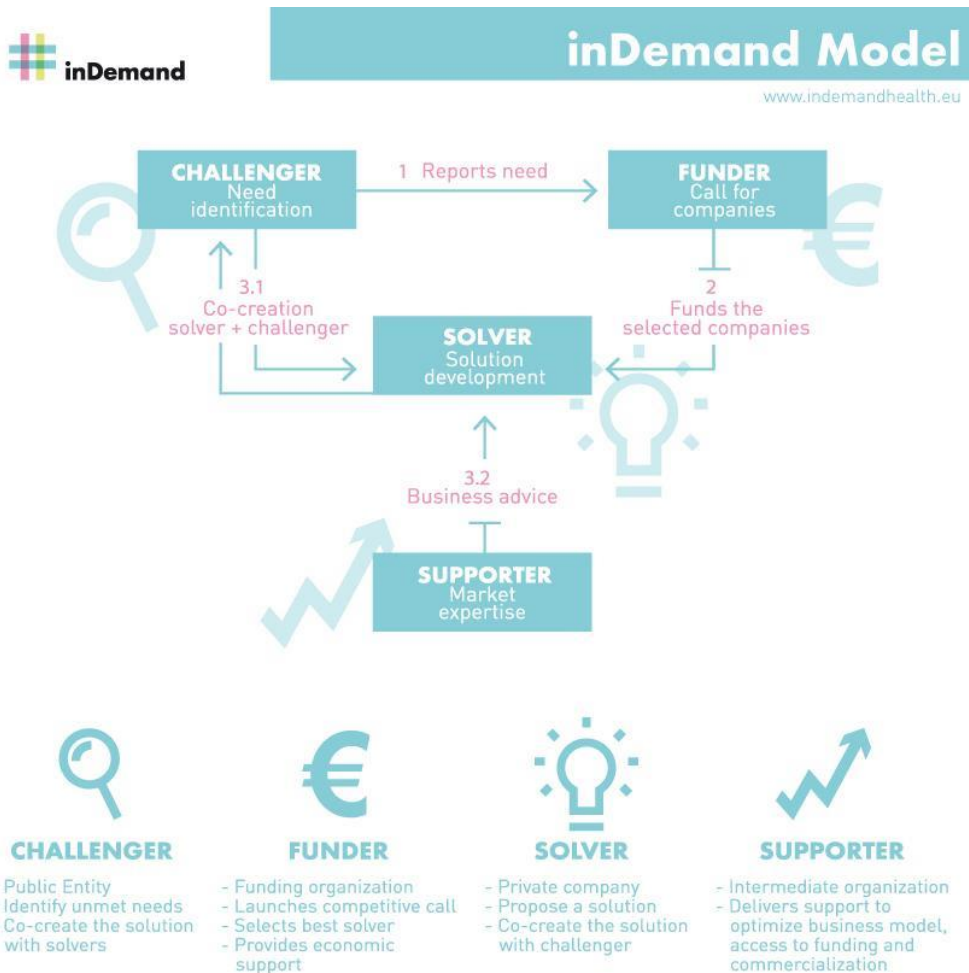 inDemand
inDemand Model
www.indemandhealth.eu
CHALLENGER
Need
identification
1 Reports need
FUNDER
Call for
companies
3.1
Co-creation
solver + challenger
2
Funds the
selected companies
SOLVER
Solution
development
3.2
Business advice
SUPPORTER
Market
expertise
€
€
CHALLENGER
Public Entity
Identify unmet needs
Co-create the solution
with solvers
FUNDER
- Funding organization
- Launches competitive call
- Selects best solver
- Provides economic
support
SOLVER
- Private company
- Propose a solution
- Co-create the solution
with challenger
SUPPORTER
- Intermediate organization
- Delivers support to
optimize business model,
access to funding and
commercialization